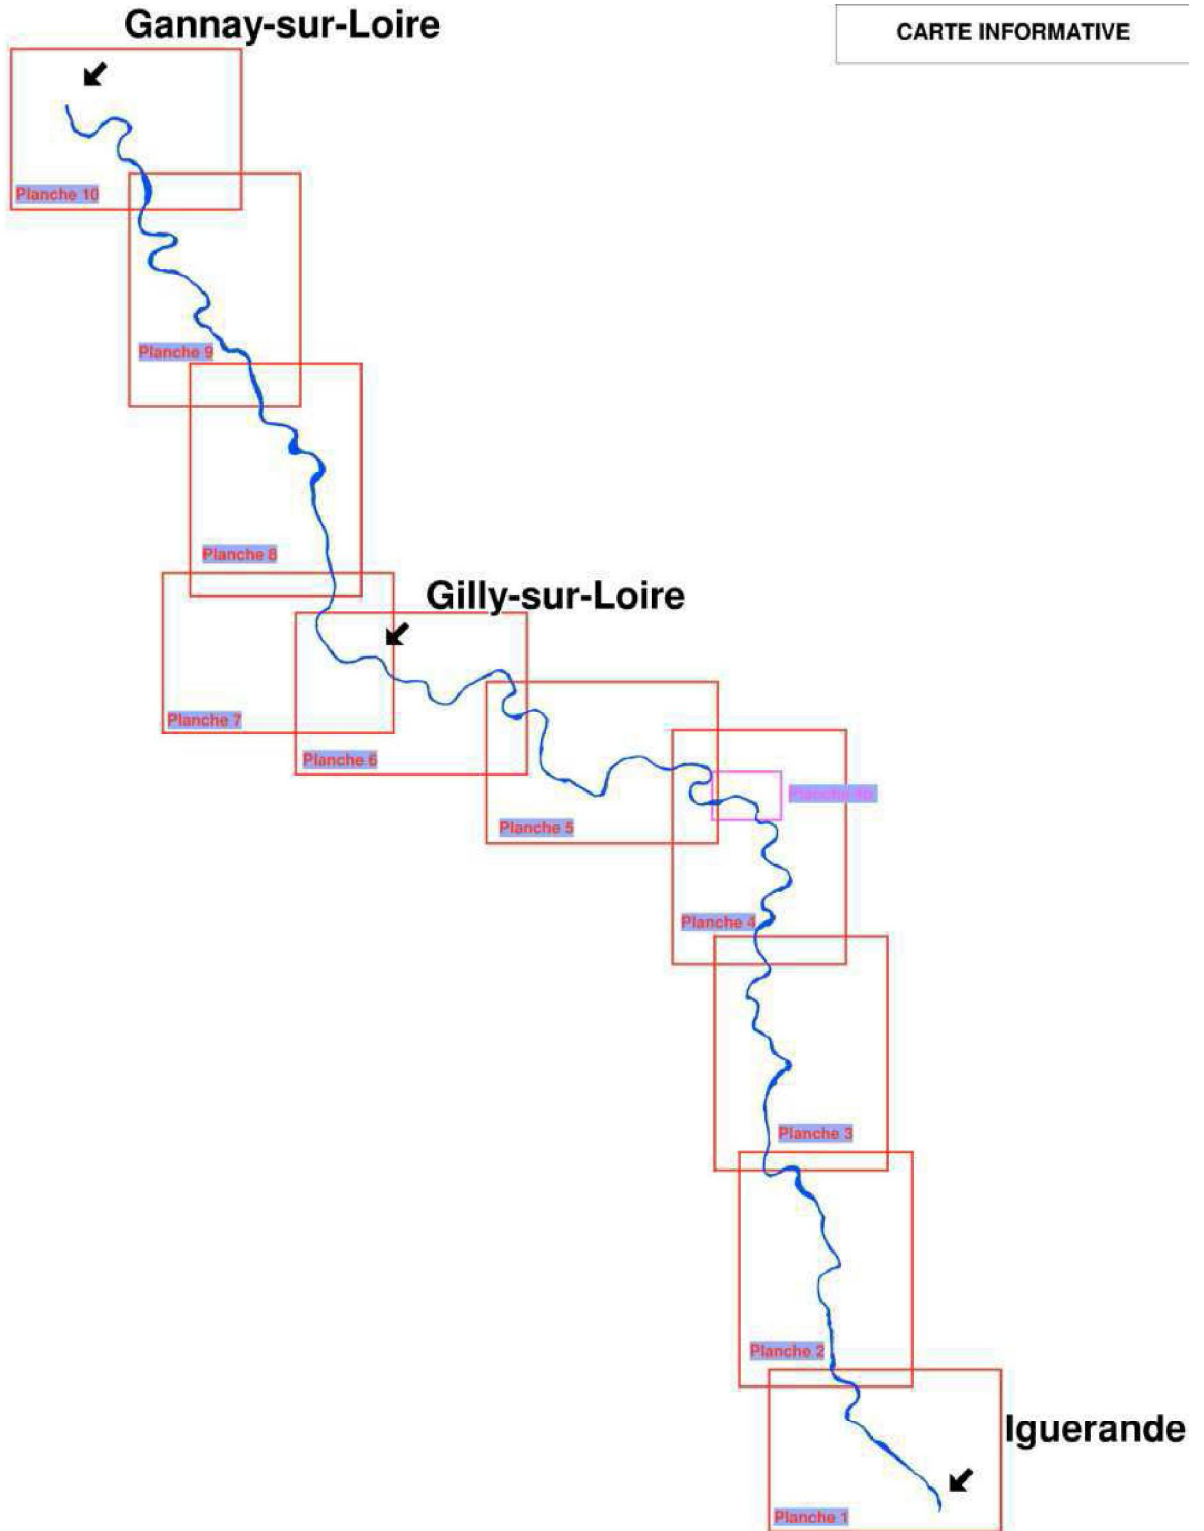 Gannay-sur-Loire
CARTE INFORMATIVE
Planche 10
Planche 9
Planche 8
Gilly-sur-Loire
Planche 7
Planche 6
Planche 5
Planche
Planche 4
Planche 3
Planche 2
Iguerande
Planche 1